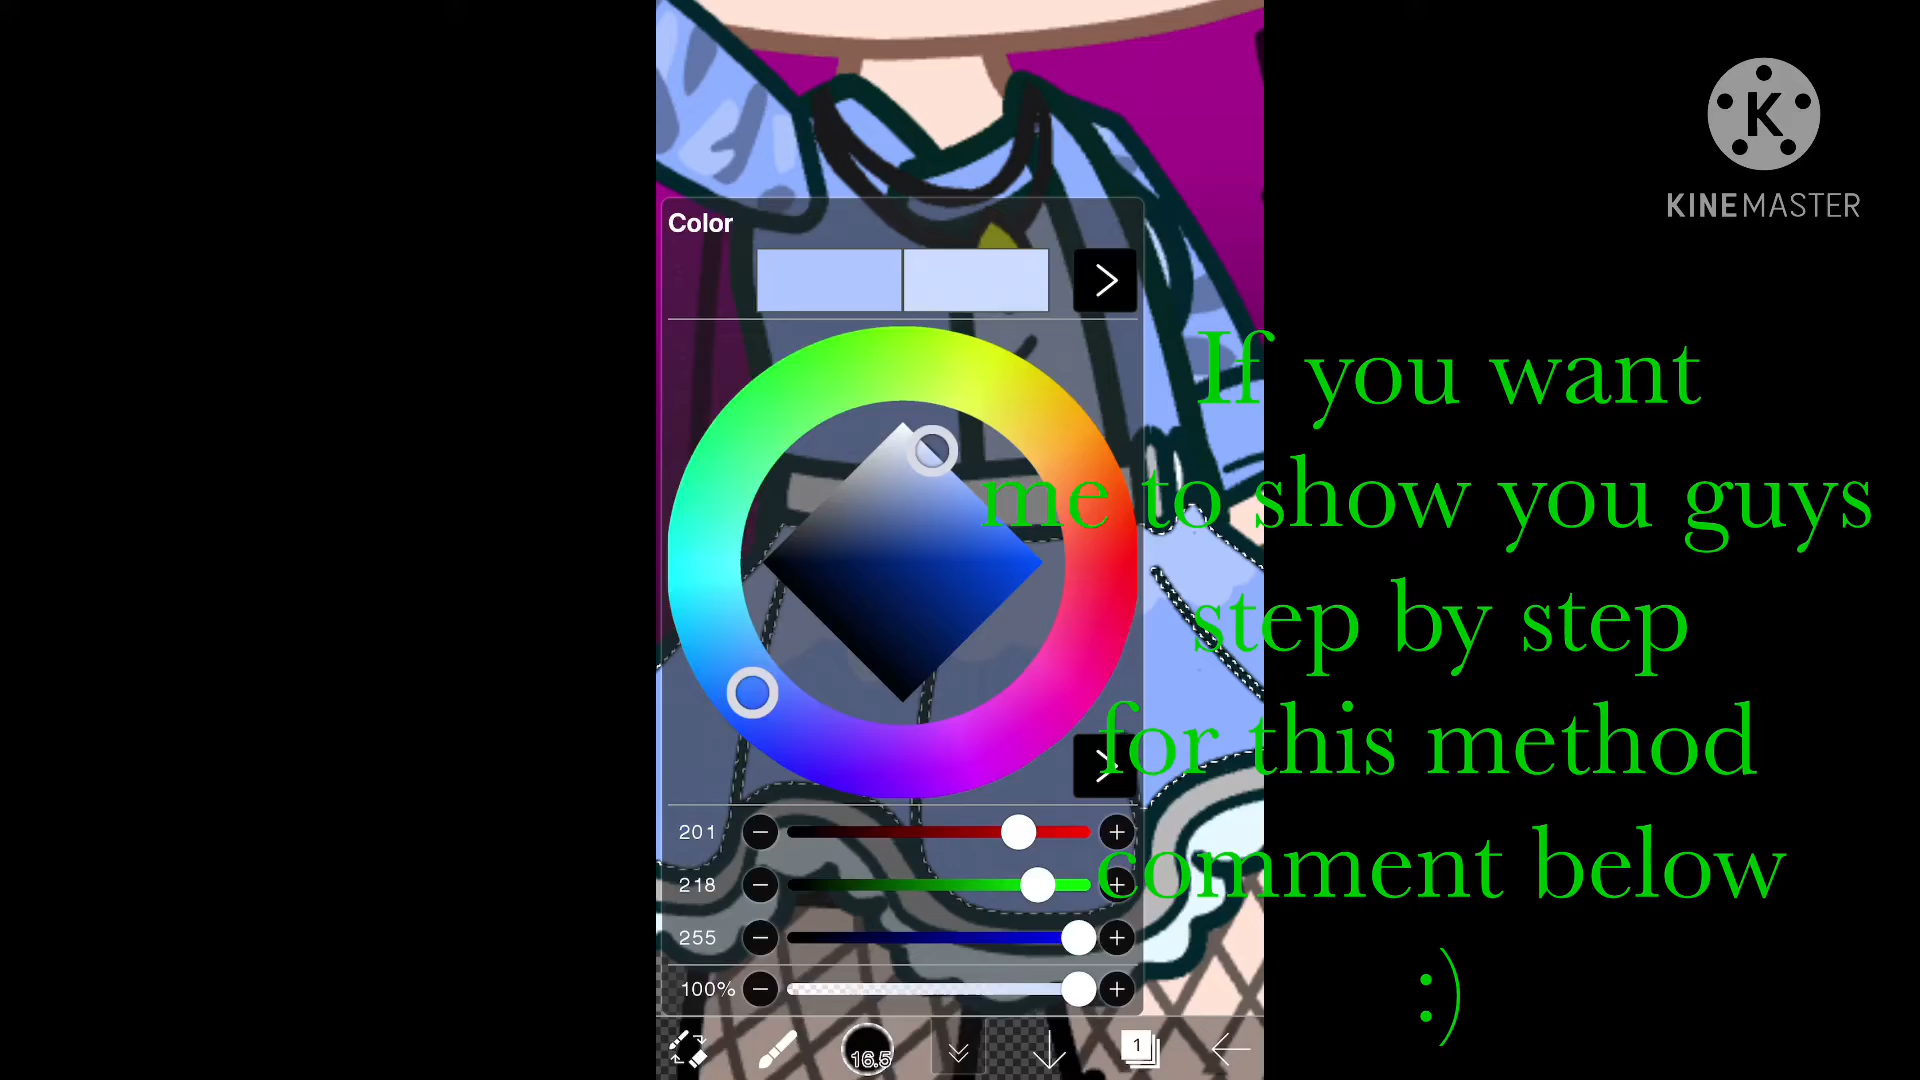 KINEMASTER
Color
If you want
me to show you guys
step by step
for this method
comment below
:)
201
218
255
100%
16.5
1